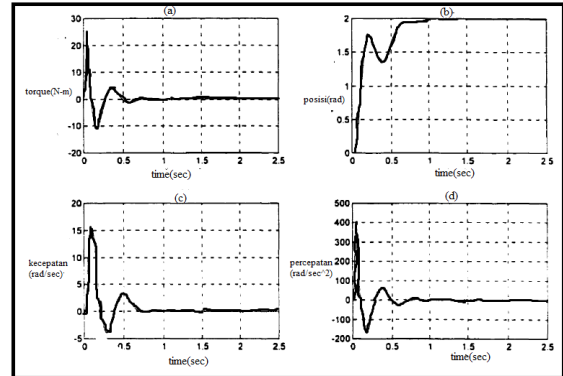 (a)
30
20
10
0
-10
-20
torque(N-m)
0 0.5 1 1.5 2 2.5
time(sec)
(b)
2
1.5
1
0.5
0
posisi(rad)
0 0.5 1 1.5 2 2.5
time(sec)
(c)
20
15
10
5
0
-5
kecepatan
(rad/sec)
0 0.5 1 1.5 2 2.5
time(sec)
(d)
500
400
300
200
100
0
-100
-200
percepatan
(rad/sec^2)
0 0.5 1 1.5 2 2.5
time(sec)